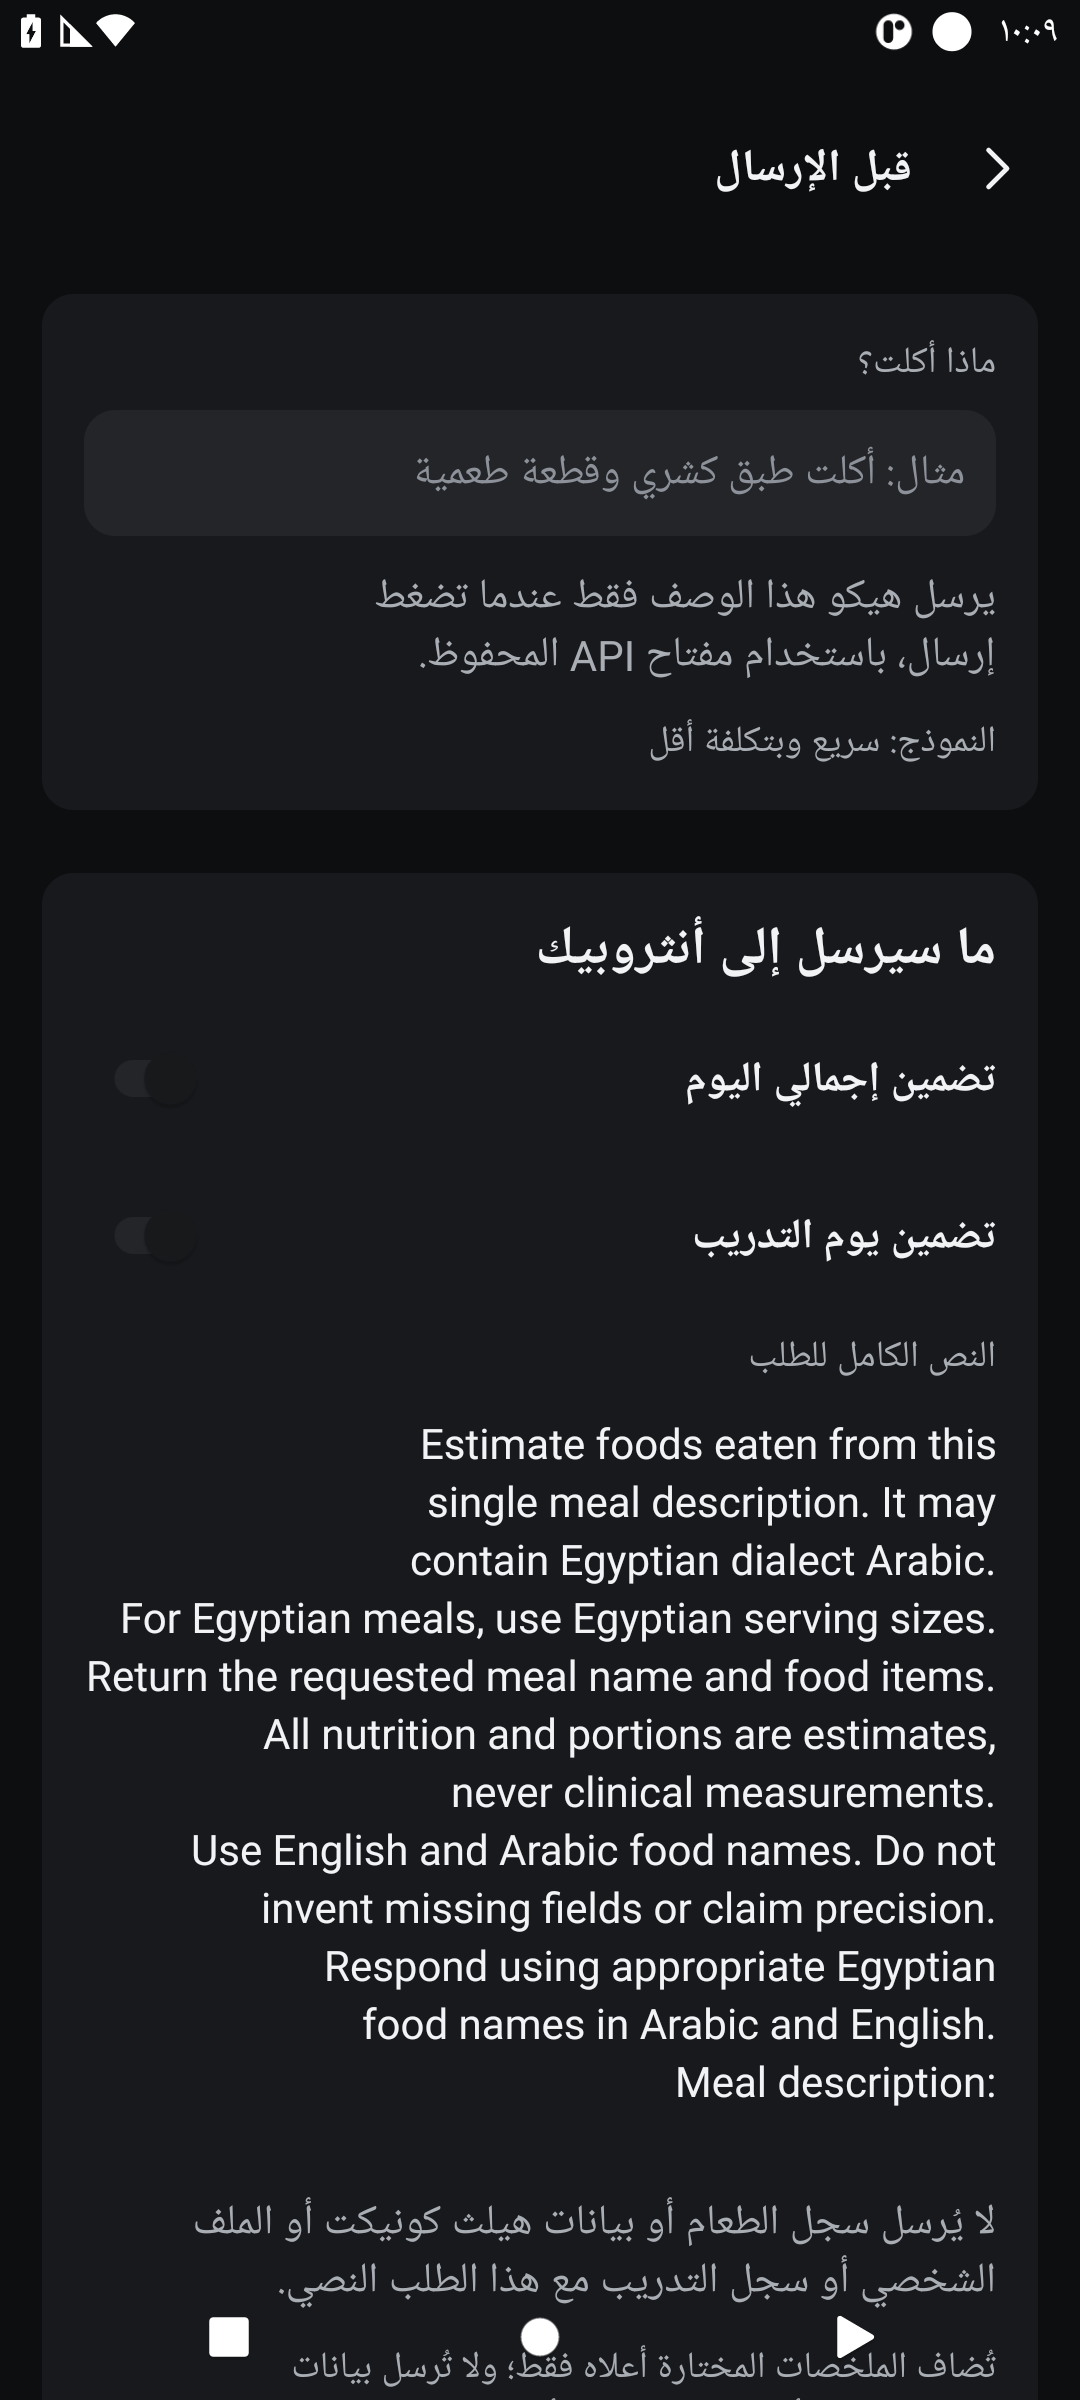 ١٠:٠٩
قبل الإرسال
ماذا أكلت؟
مثال: أكلت طبق كشري وقطعة طعمية
يرسل هيكو هذا الوصف فقط عندما تضغط
إرسال، باستخدام مفتاح API المحفوظ.
النموذج: سريع وبتكلفة أقل
ما سيرسل إلى أنثروبيك
تضمين إجمالي اليوم
تضمين يوم التدريب
النص الكامل للطلب
Estimate foods eaten from this
single meal description. It may
contain Egyptian dialect Arabic.
For Egyptian meals, use Egyptian serving sizes.
Return the requested meal name and food items.
All nutrition and portions are estimates,
never clinical measurements.
Use English and Arabic food names. Do not
invent missing fields or claim precision.
Respond using appropriate Egyptian
food names in Arabic and English.
Meal description:
لا يُرسل سجل الطعام أو بيانات هيلث كونيكت أو الملف
الشخصي أو سجل التدريب مع هذا الطلب النصي.
تُضاف الملخصات المختارة أعلاه فقط؛ ولا تُرسل بيانات